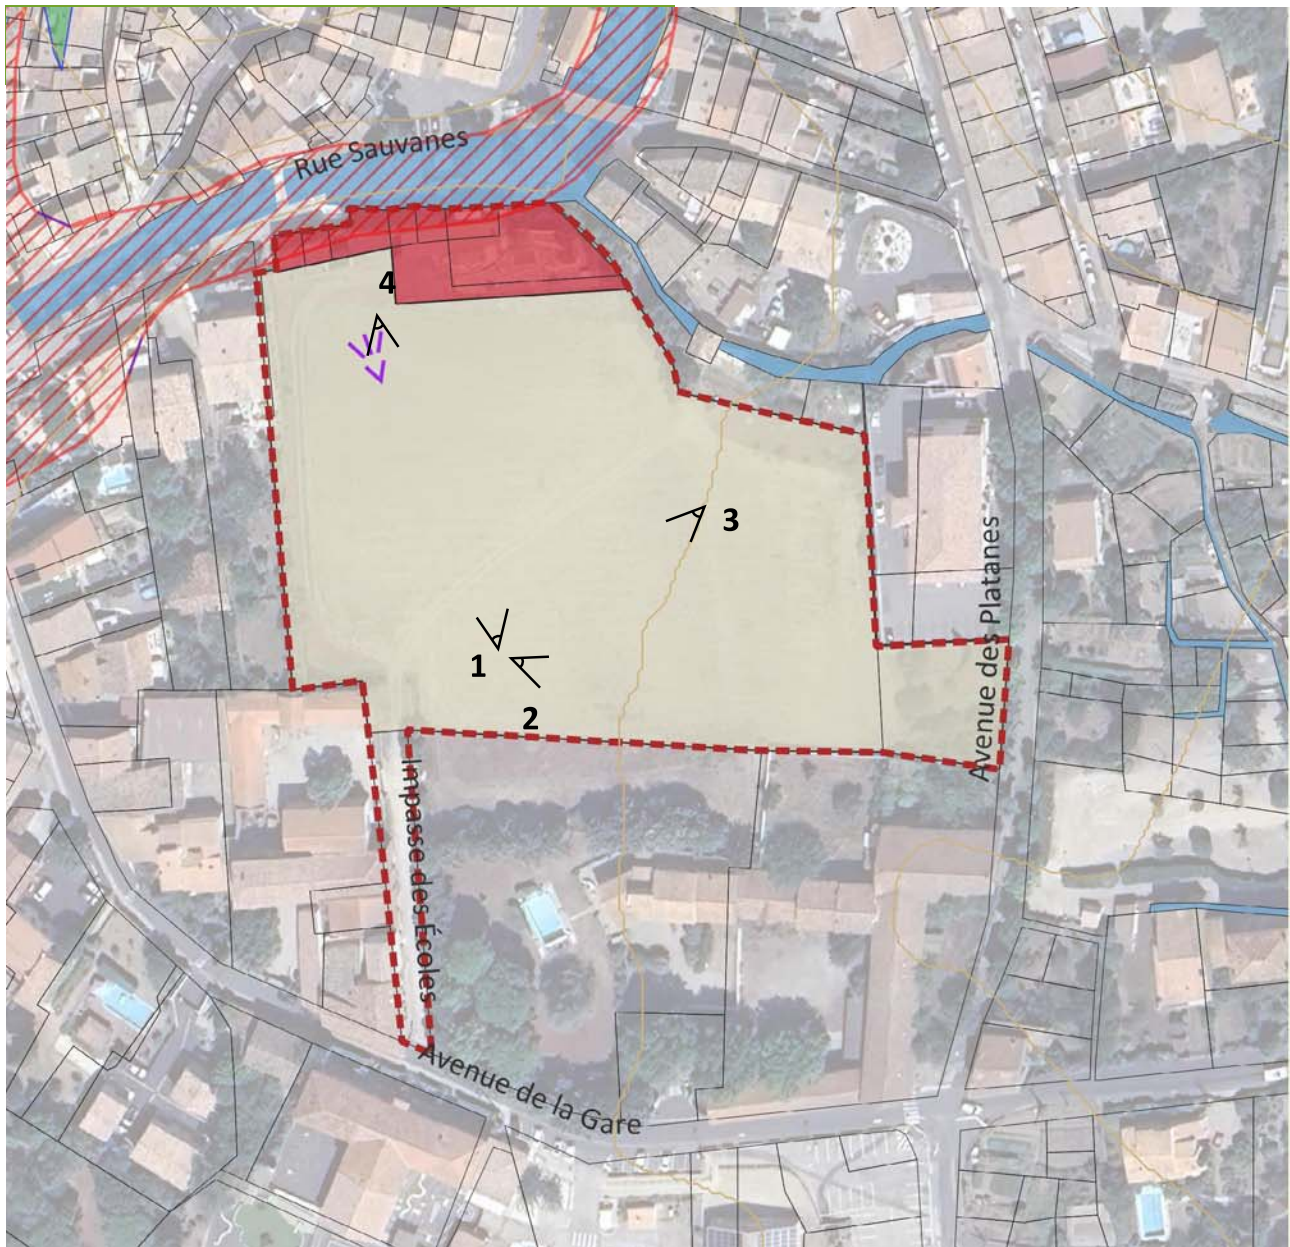 Rue Sauvanes
4
3
Avenue des Platanes
1
2
Impasse des Écoles
Avenue de la Gare